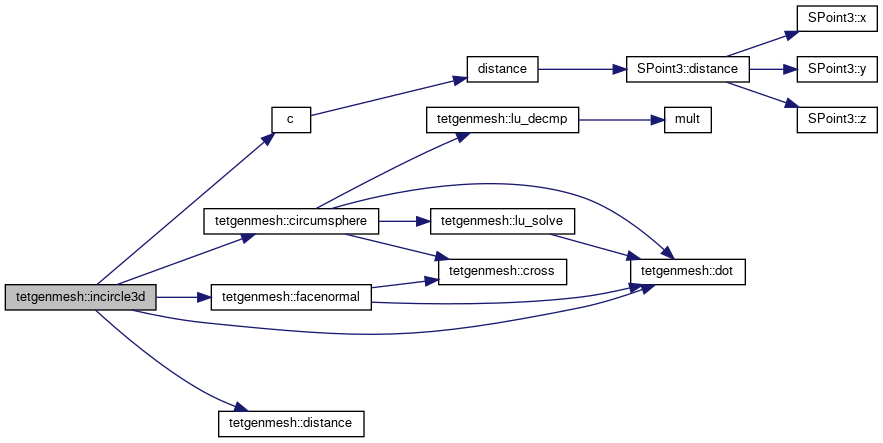 SPoint3::x
distance
SPoint3::distance
SPoint3::y
c
tetgenmesh::lu_decmp
mult
SPoint3::z
tetgenmesh::circumsphere
tetgenmesh::lu_solve
tetgenmesh::cross
tetgenmesh::dot
tetgenmesh::incircle3d
tetgenmesh::facenormal
tetgenmesh::distance